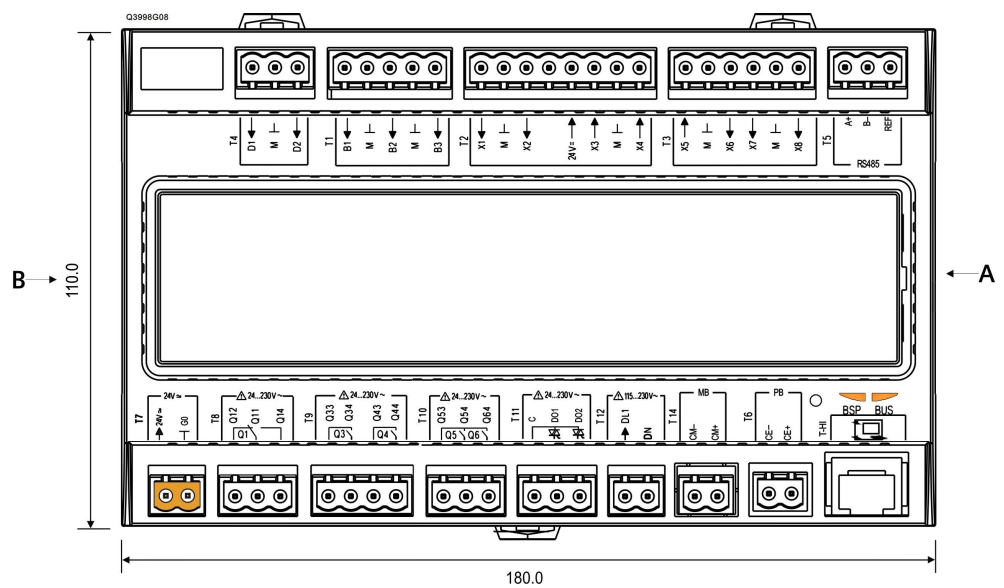 Q3998G08
T4 D1 M D2
T1 B1 M B2 M B3
T2 X1 M X2 24V= X3 M X4
T3 X5 M X6 X7 M X8
T5 A+ B– REF
RS485
B
110.0
A
T7 24V≂ 24V≂ G0
T8 ⚠ 24...230V~ Q12 Q11 Q14 Q1
T9 ⚠ 24...230V~ Q33 Q34 Q43 Q44 Q3 Q4
T10 ⚠ 24...230V~ Q53 Q54 Q64 Q5 Q6
T11 ⚠ 24...230V~ C DO1 DO2
T12 ⚠ 115...230V~ DL1 DN
T14 MB CM– CM+
T6 PB CE– CE+
T-HI
BSP BUS
180.0